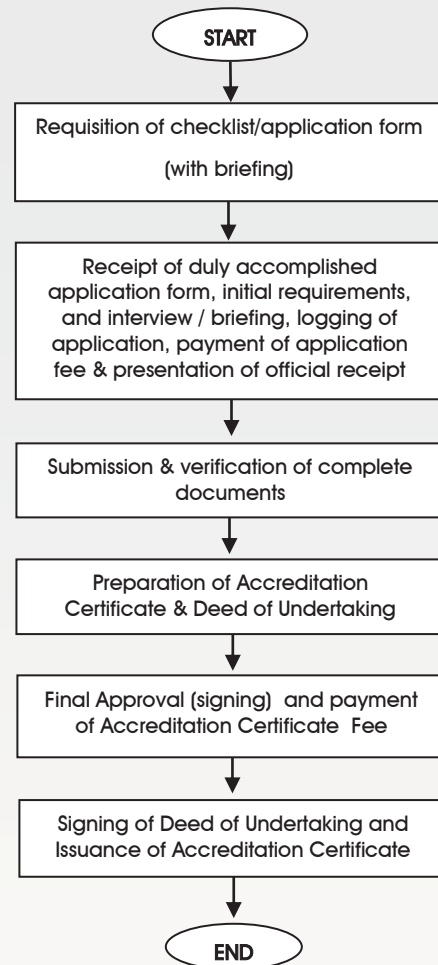 START
Requisition of checklist/application form
(with briefing)
Receipt of duly accomplished
application form, initial requirements,
and interview / briefing, logging of
application, payment of application
fee & presentation of official receipt
Submission & verification of complete
documents
Preparation of Accreditation
Certificate & Deed of Undertaking
Final Approval (signing) and payment
of Accreditation Certificate Fee
Signing of Deed of Undertaking and
Issuance of Accreditation Certificate
END